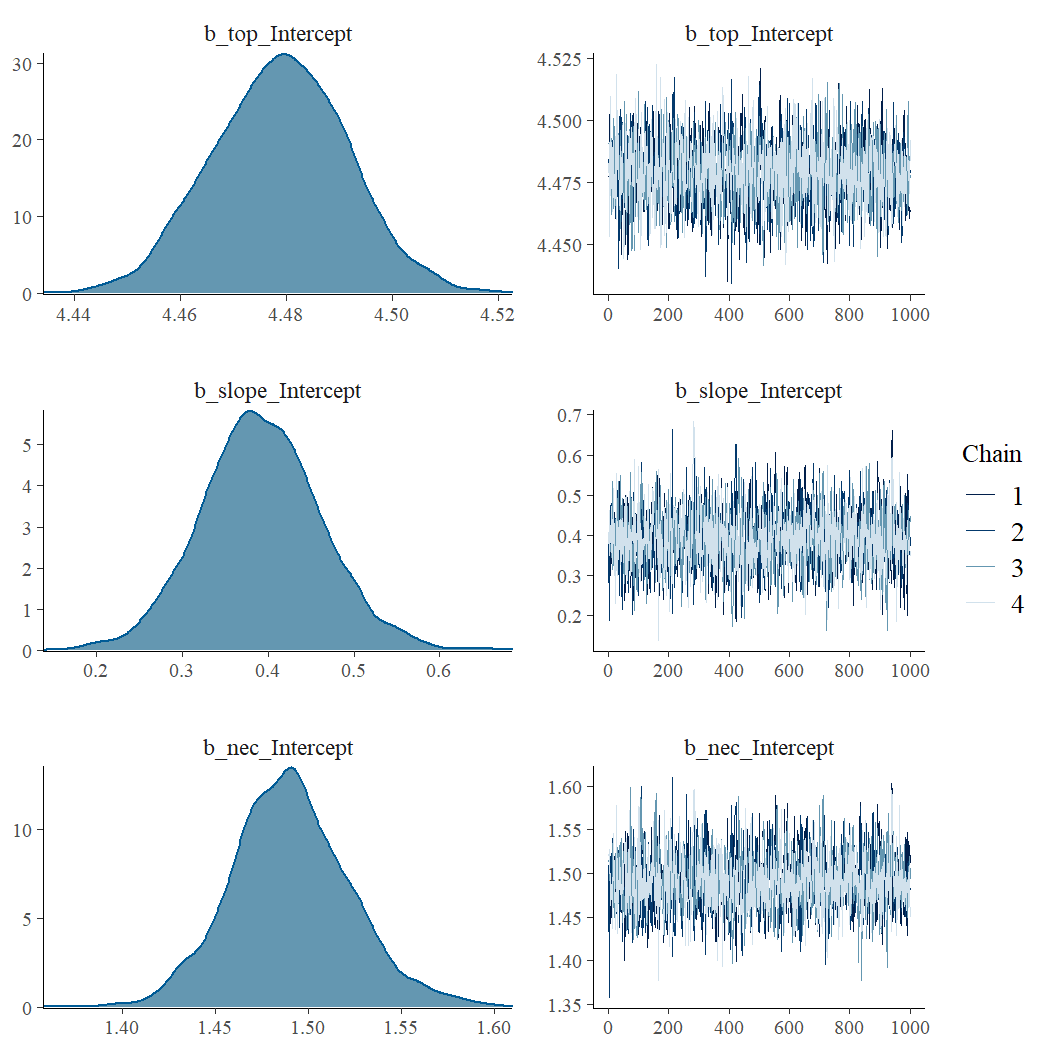 b_top_Intercept
30
20
10
0
4.44 4.46 4.48 4.50 4.52
b_top_Intercept
4.525
4.500
4.475
4.450
0 200 400 600 800 1000
b_slope_Intercept
5
4
3
2
1
0
0.2 0.3 0.4 0.5 0.6
b_slope_Intercept
0.7
0.6
0.5
0.4
0.3
0.2
0 200 400 600 800 1000
Chain
1
2
3
4
b_nec_Intercept
10
5
0
1.40 1.45 1.50 1.55 1.60
b_nec_Intercept
1.60
1.55
1.50
1.45
1.40
1.35
0 200 400 600 800 1000